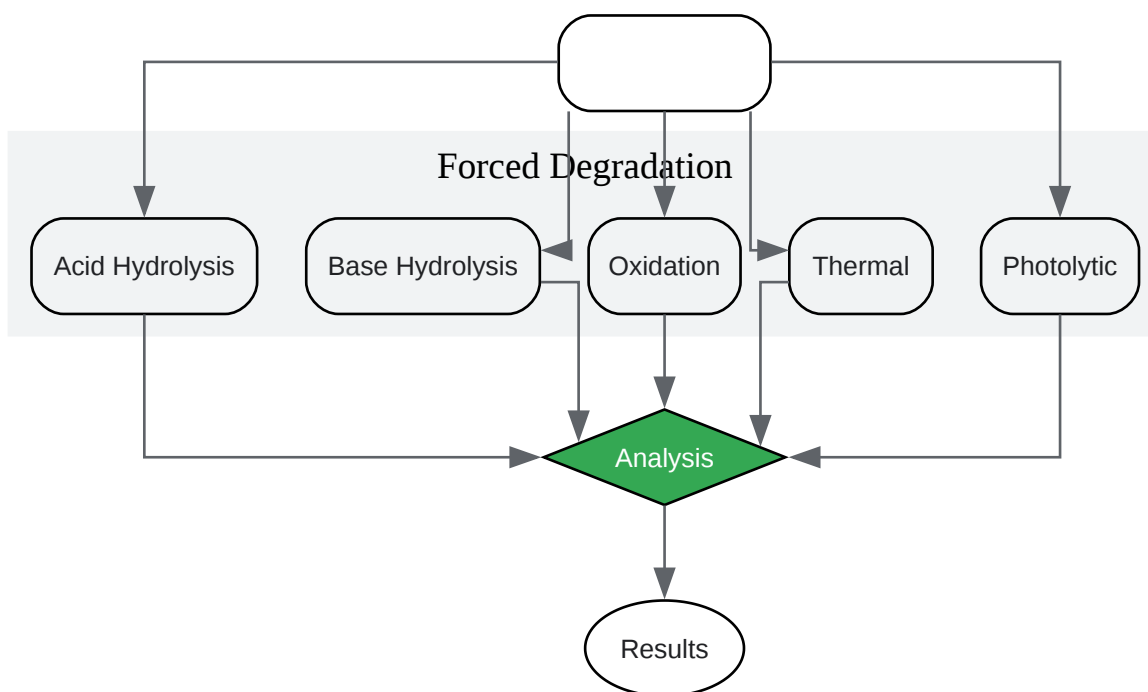 Forced Degradation
Acid Hydrolysis
Base Hydrolysis
Oxidation
Thermal
Photolytic
Analysis
Results